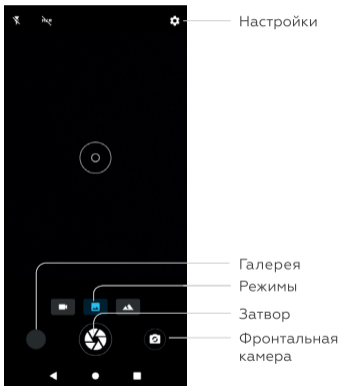 Настройки
Галерея
Режимы
Затвор
Фронтальная
камера